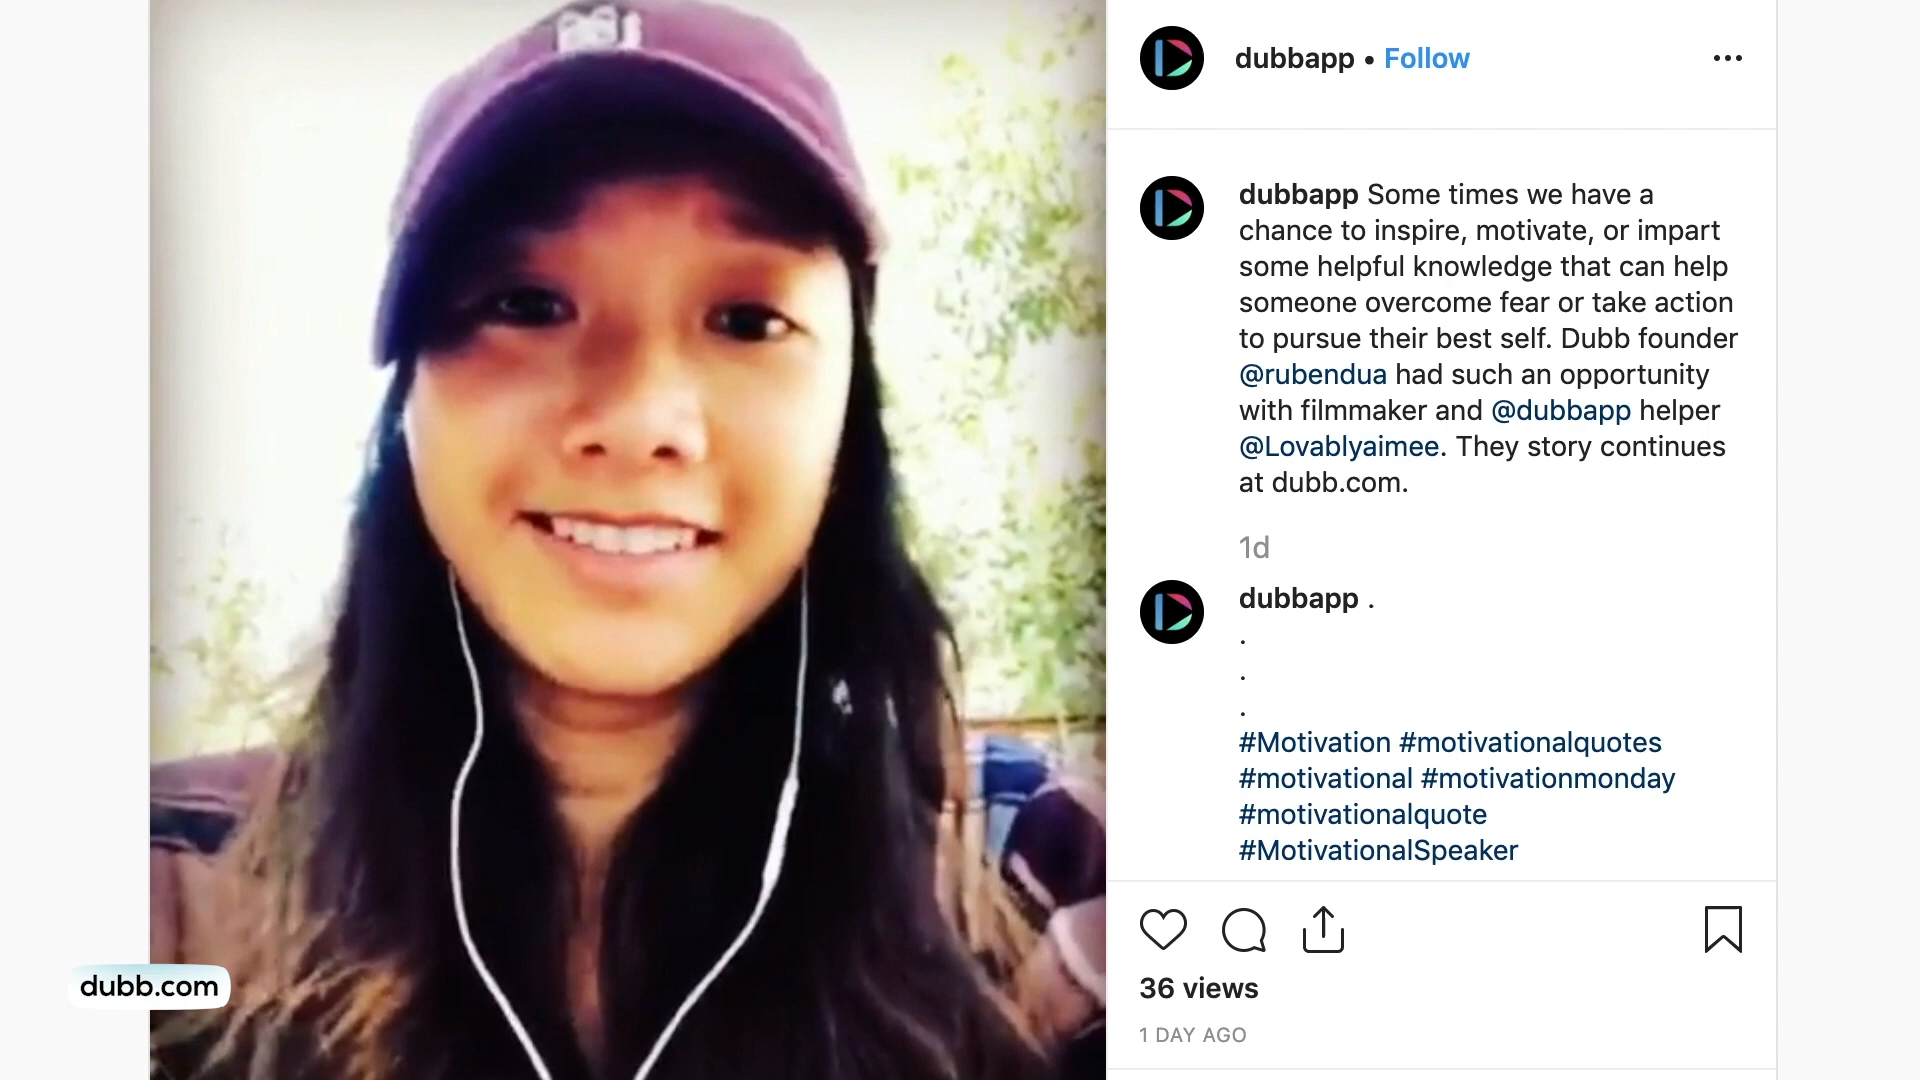 dubbapp • Follow
dubbapp Some times we have a
chance to inspire, motivate, or impart
some helpful knowledge that can help
someone overcome fear or take action
to pursue their best self. Dubb founder
@rubendua had such an opportunity
with filmmaker and @dubbapp helper
@Lovablyaimee. They story continues
at dubb.com.
1d
dubbapp .
.
.
.
#Motivation #motivationalquotes
#motivational #motivationmonday
#motivationalquote
#MotivationalSpeaker
36 views
1 DAY AGO
dubb.com